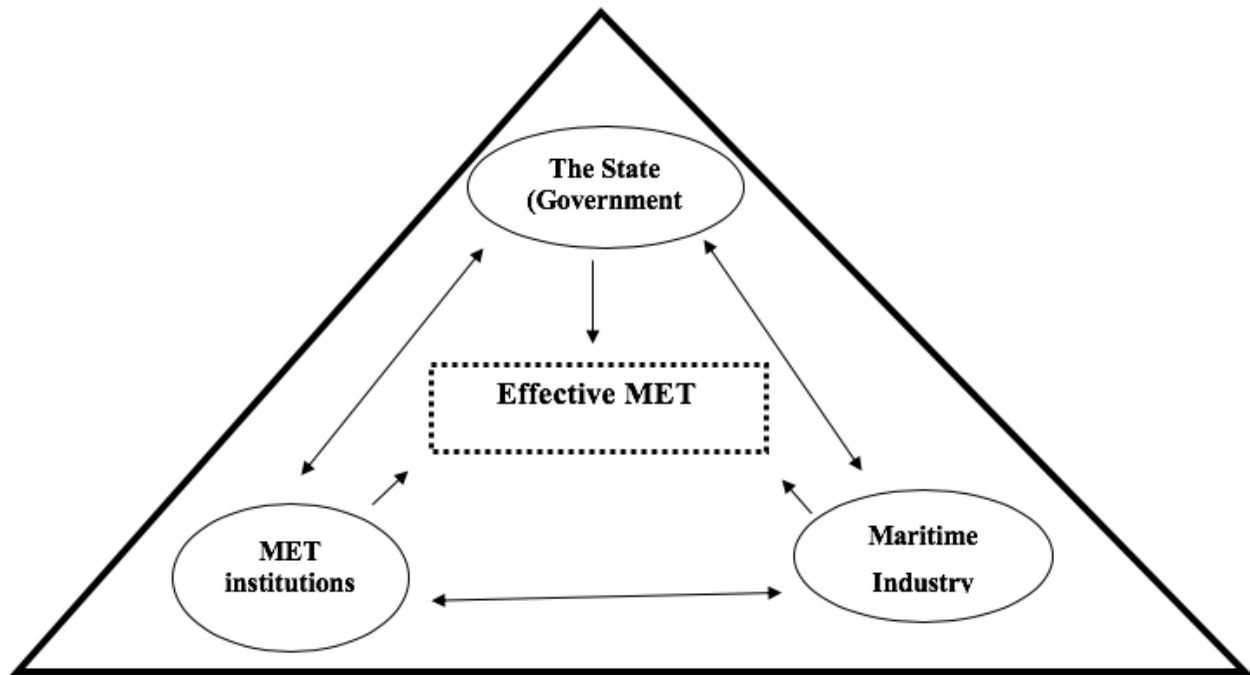 The State
(Government
Effective MET
MET
institutions
Maritime
Industry